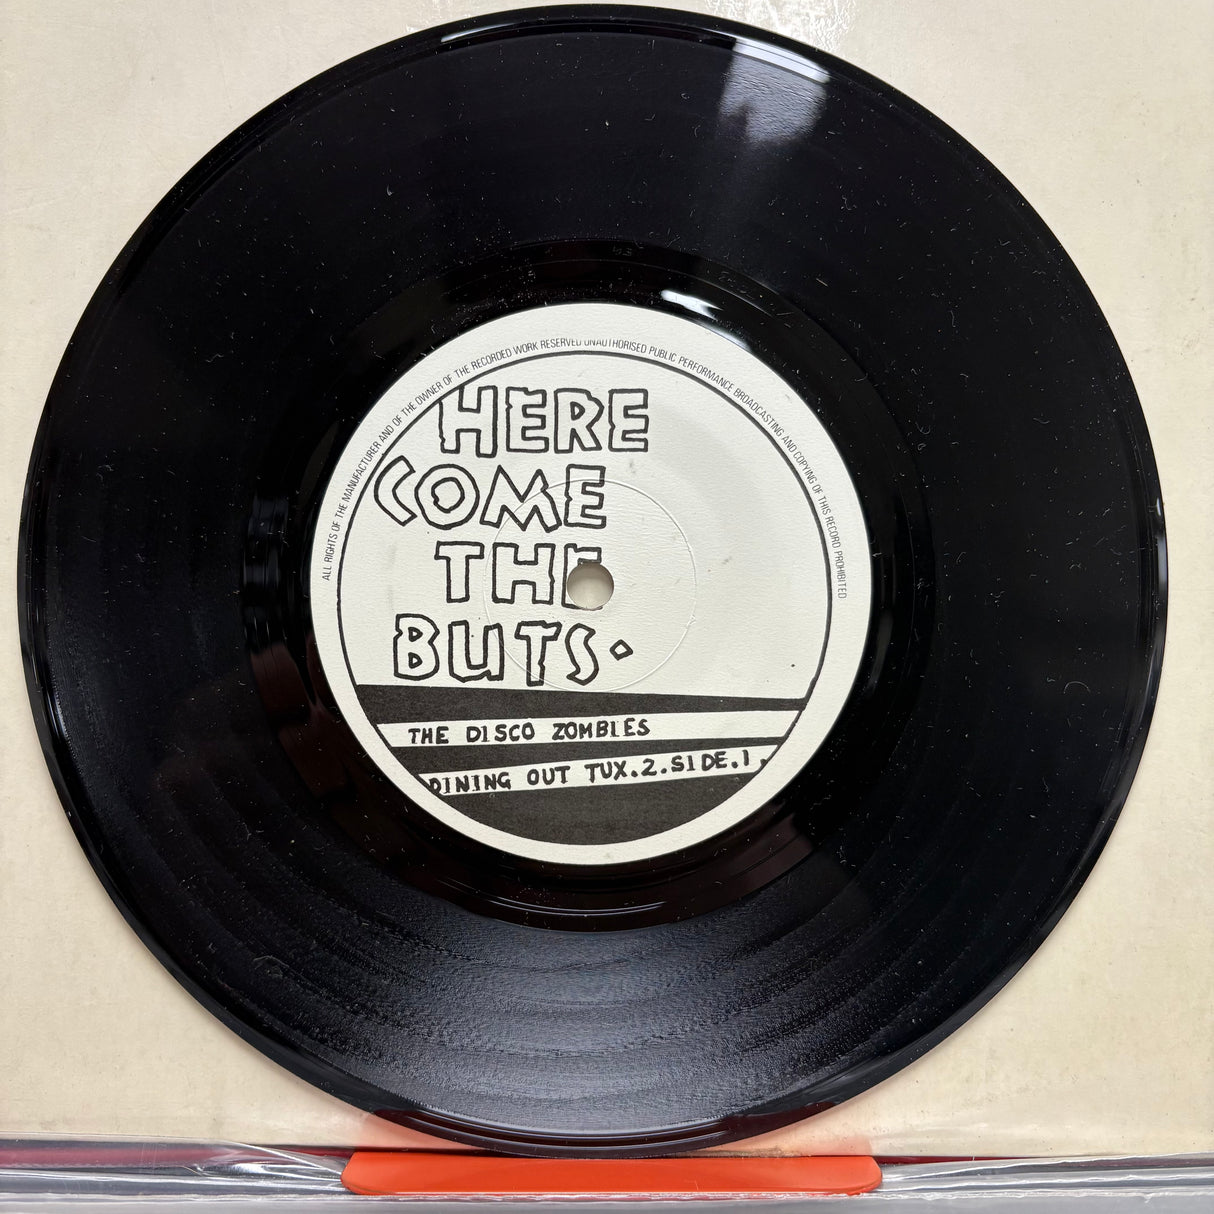 ALL RIGHTS OF THE MANUFACTURER AND OF THE OWNER OF THE RECORDED WORK RESERVED UNAUTHORISED PUBLIC PERFORMANCE BROADCASTING AND COPYING OF THIS RECORD PROHIBITED
HERE
COME
THE
BUTS.
THE DISCO ZOMBIES
DINING OUT TUX.2.SIDE.1.